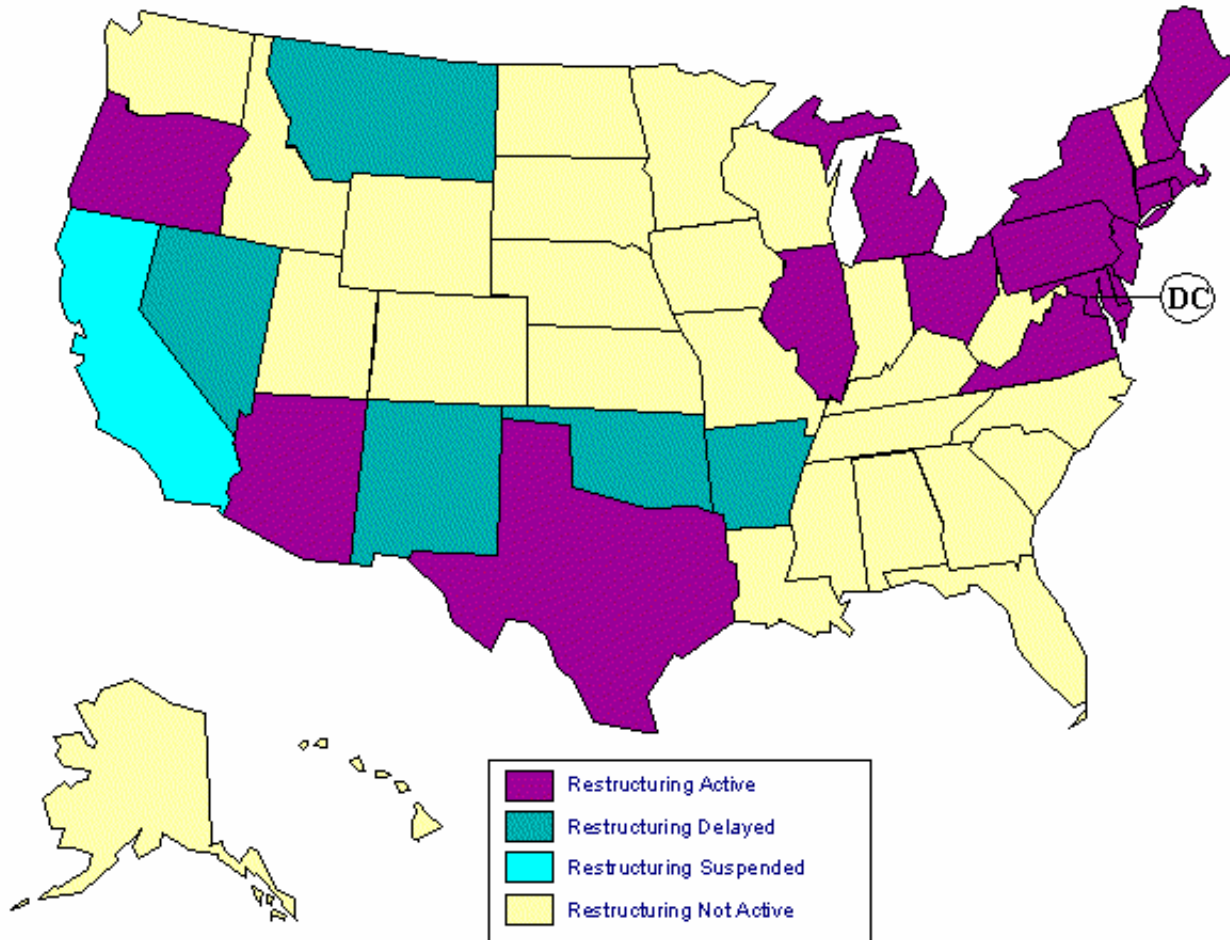 DC
Restructuring Active
Restructuring Delayed
Restructuring Suspended
Restructuring Not Active